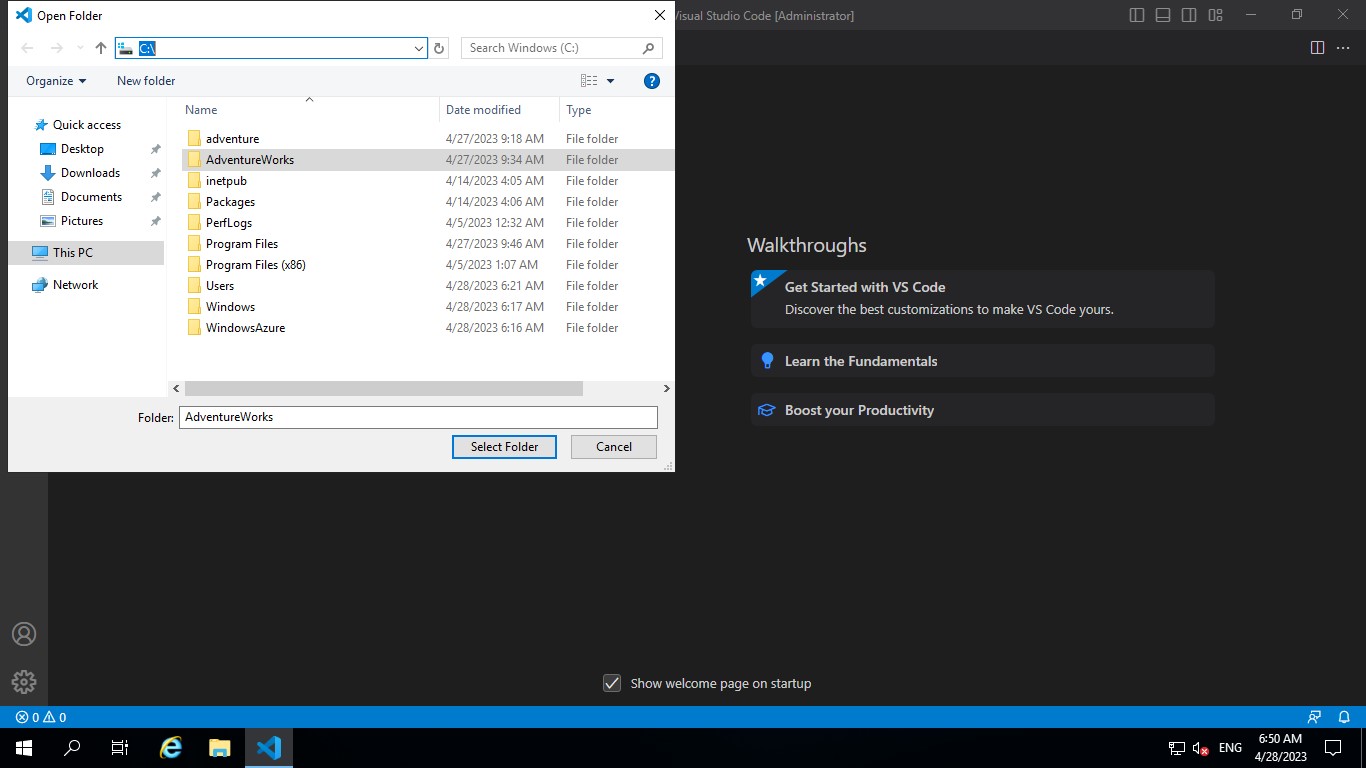 Open Folder
Visual Studio Code [Administrator]
C:\
Search Windows (C:)
Organize
New folder
Name Date modified Type
Quick access
Desktop
Downloads
Documents
Pictures
This PC
Network
adventure 4/27/2023 9:18 AM File folder
AdventureWorks 4/27/2023 9:34 AM File folder
inetpub 4/14/2023 4:05 AM File folder
Packages 4/14/2023 4:06 AM File folder
PerfLogs 4/5/2023 12:32 AM File folder
Program Files 4/27/2023 9:46 AM File folder
Program Files (x86) 4/5/2023 1:07 AM File folder
Users 4/28/2023 6:21 AM File folder
Windows 4/28/2023 6:17 AM File folder
WindowsAzure 4/28/2023 6:16 AM File folder
Folder: AdventureWorks
Select Folder Cancel
Walkthroughs
Get Started with VS Code
Discover the best customizations to make VS Code yours.
Learn the Fundamentals
Boost your Productivity
Show welcome page on startup
0 0
ENG
6:50 AM
4/28/2023